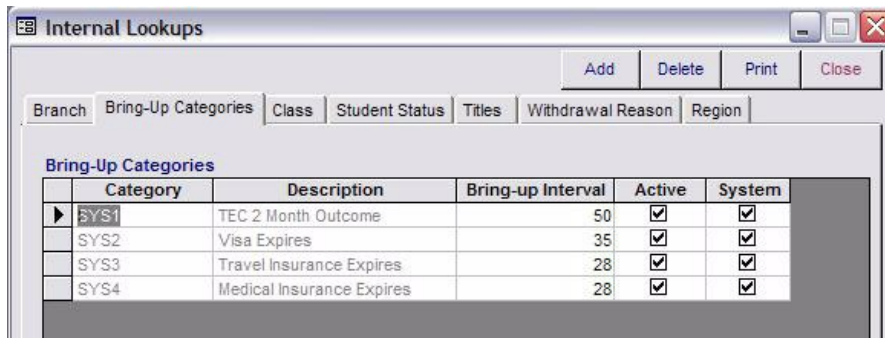 Internal Lookups
Add Delete Print Close
Branch Bring-Up Categories Class Student Status Titles Withdrawal Reason Region
Bring-Up Categories
Category Description Bring-up Interval Active System
SYS1 TEC 2 Month Outcome 50
SYS2 Visa Expires 35
SYS3 Travel Insurance Expires 28
SYS4 Medical Insurance Expires 28